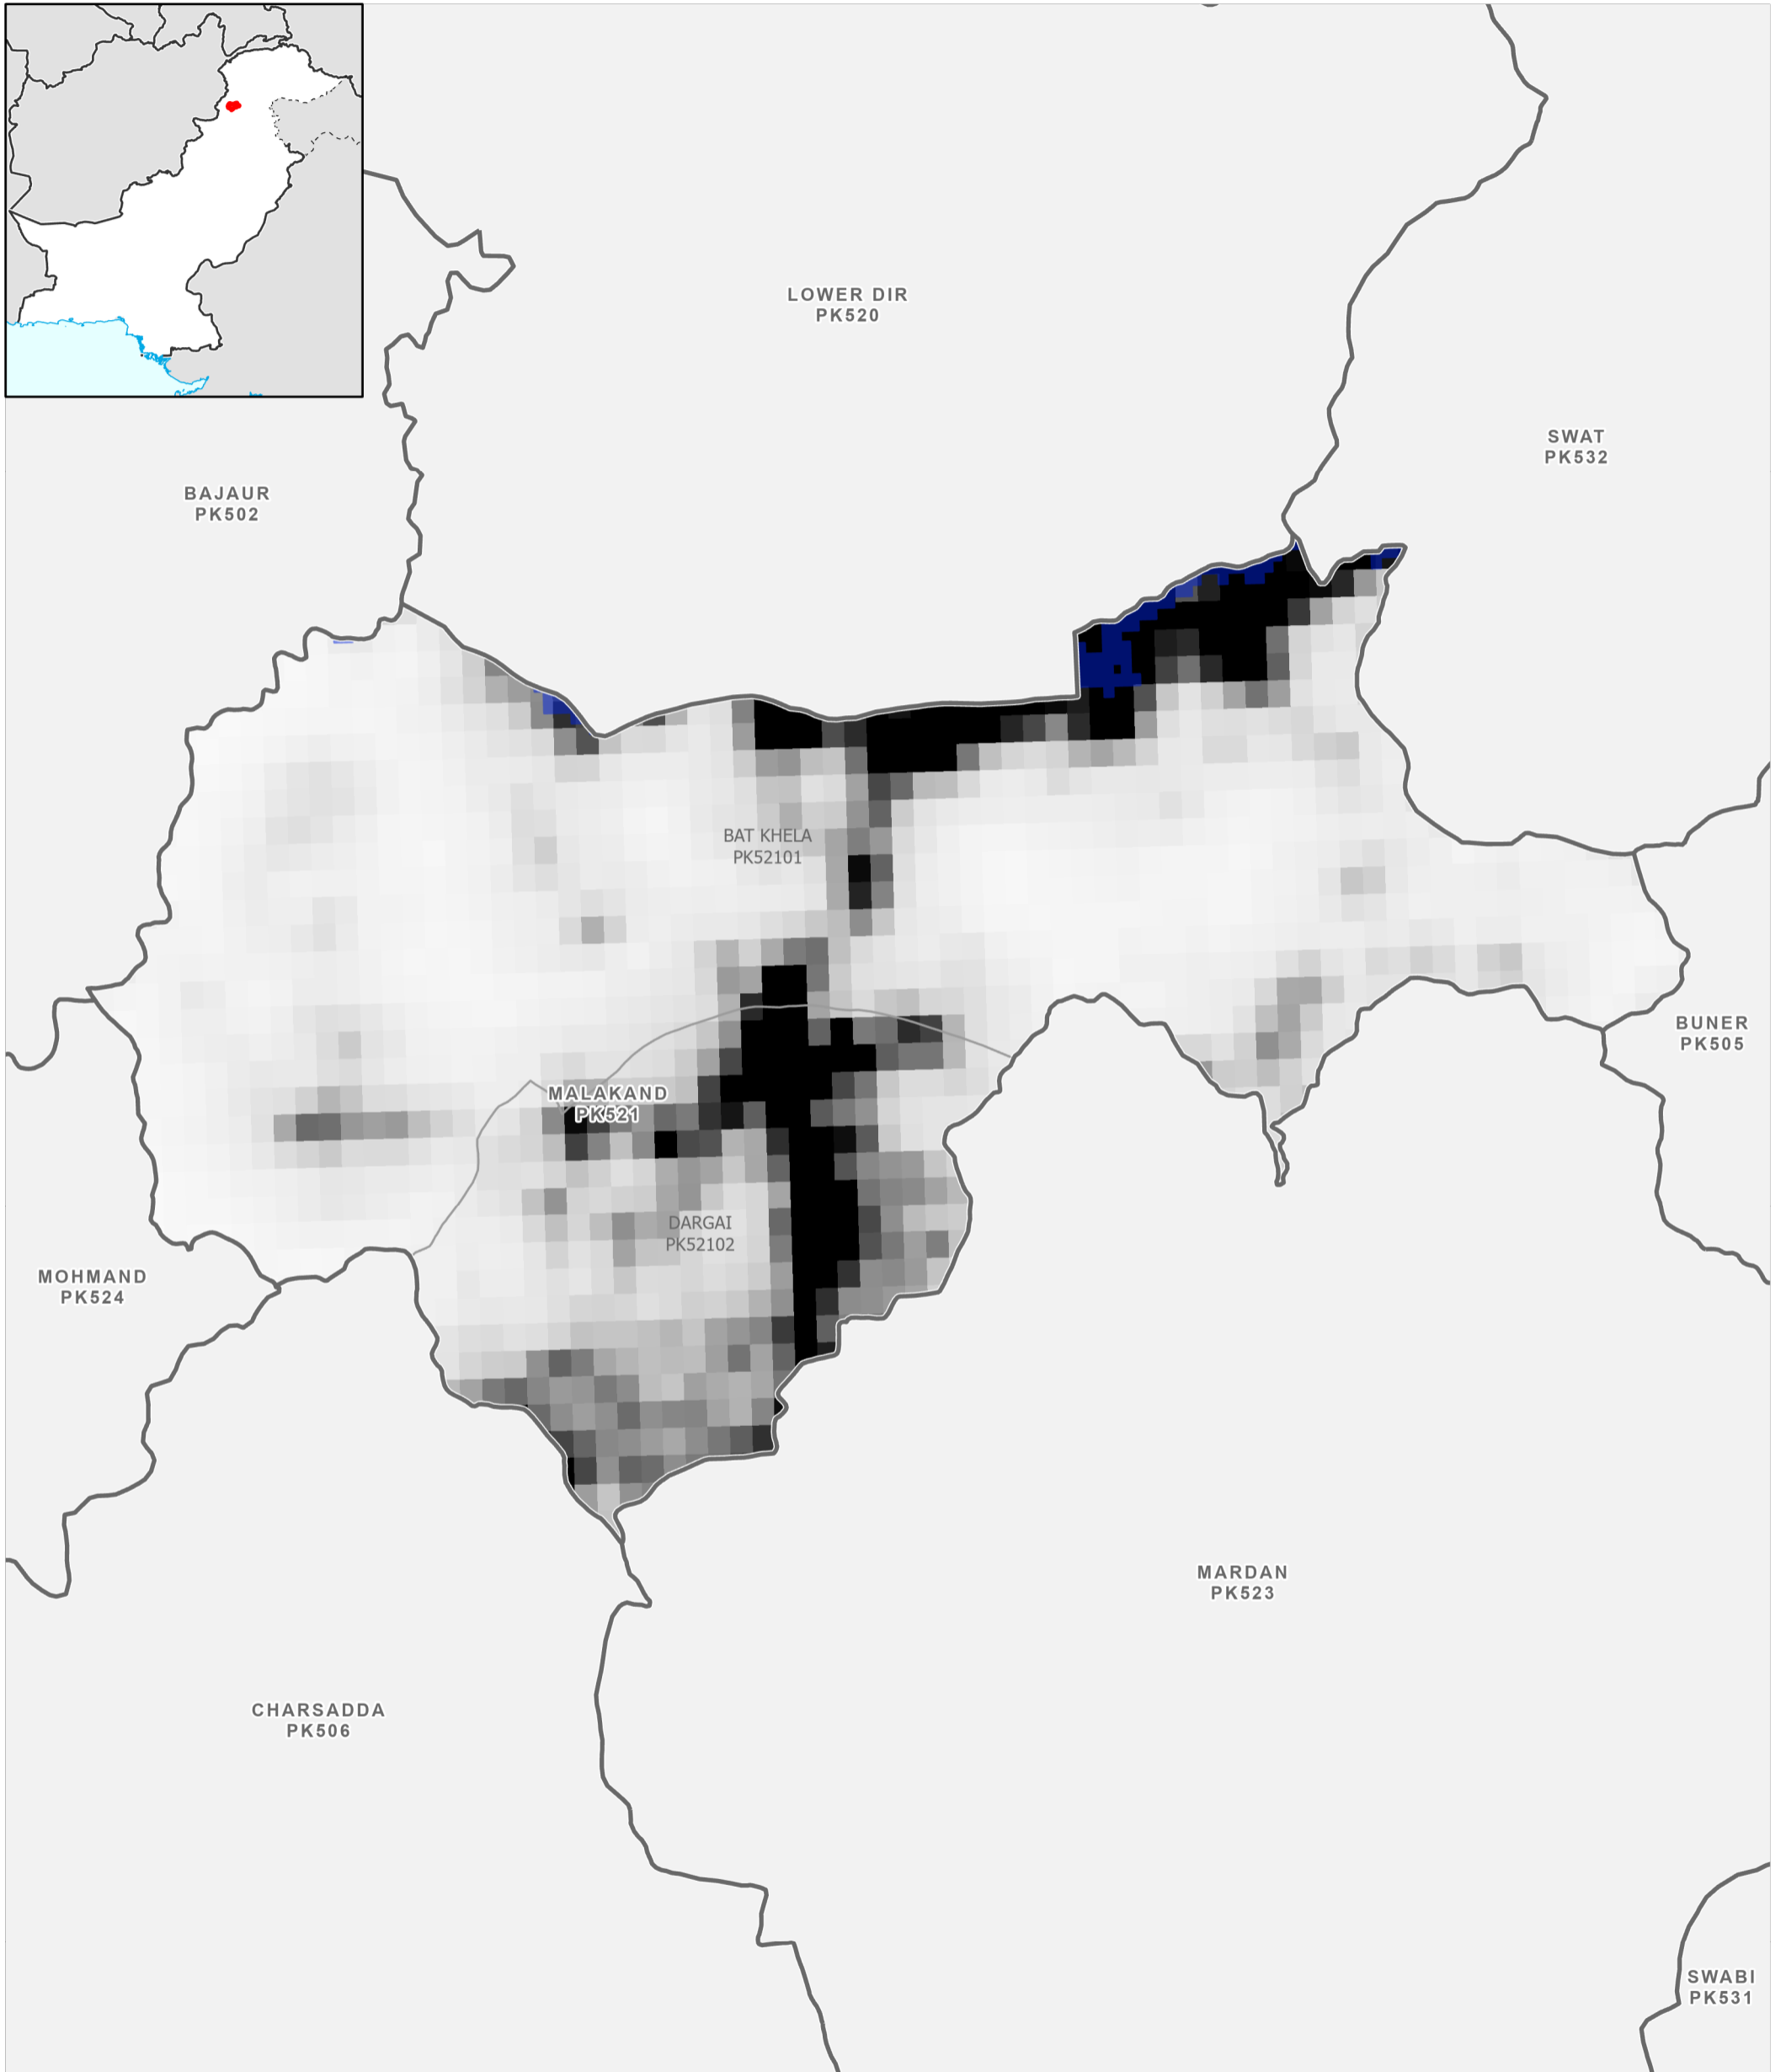 LOWER DIR
PK520
SWAT
PK532
BAJAUR
PK502
BAT KHELA
PK52101
BUNER
PK505
MALAKAND
PK521
DARGAI
PK52102
MOHMAND
PK524
MARDAN
PK523
CHARSADDA
PK506
SWABI
PK531